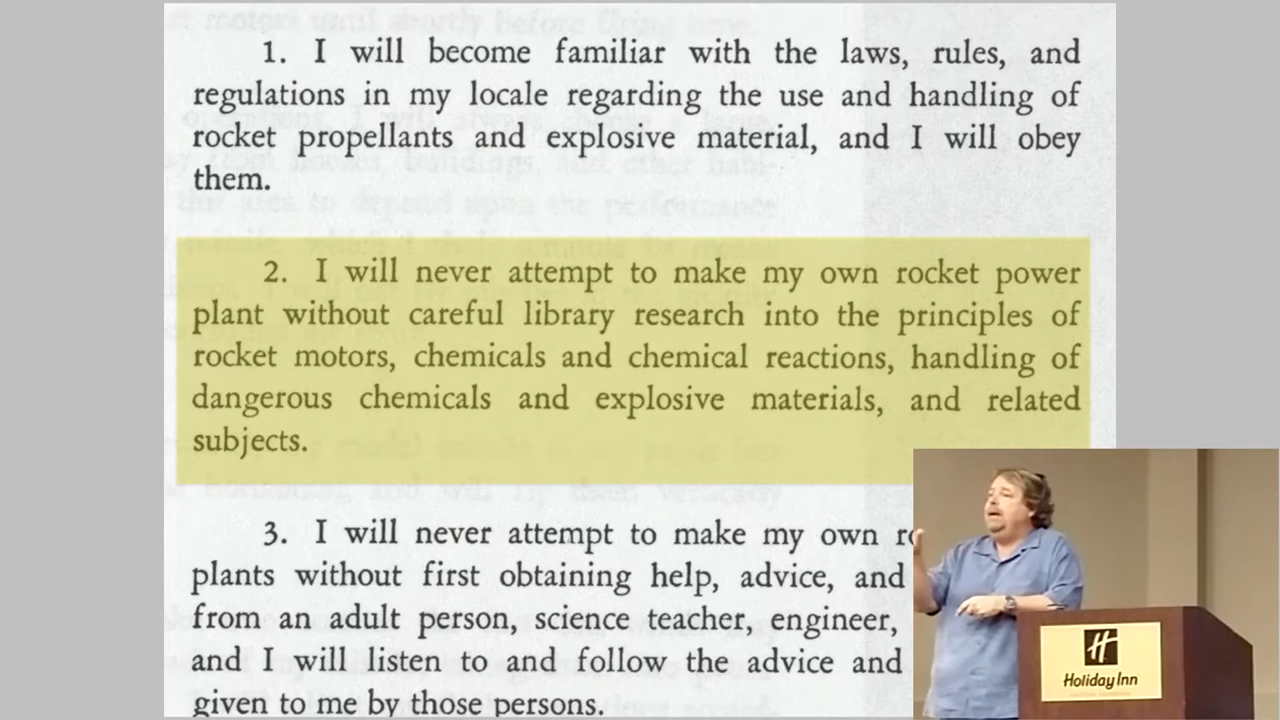 1. I will become familiar with the laws, rules, and
regulations in my locale regarding the use and handling of
rocket propellants and explosive material, and I will obey
them.
2. I will never attempt to make my own rocket power
plant without careful library research into the principles of
rocket motors, chemicals and chemical reactions, handling of
dangerous chemicals and explosive materials, and related
subjects.
3. I will never attempt to make my own
plants without first obtaining help, advice, and
from an adult person, science teacher, engineer,
and I will listen to and follow the advice and
given to me by those persons.
H
Holiday Inn